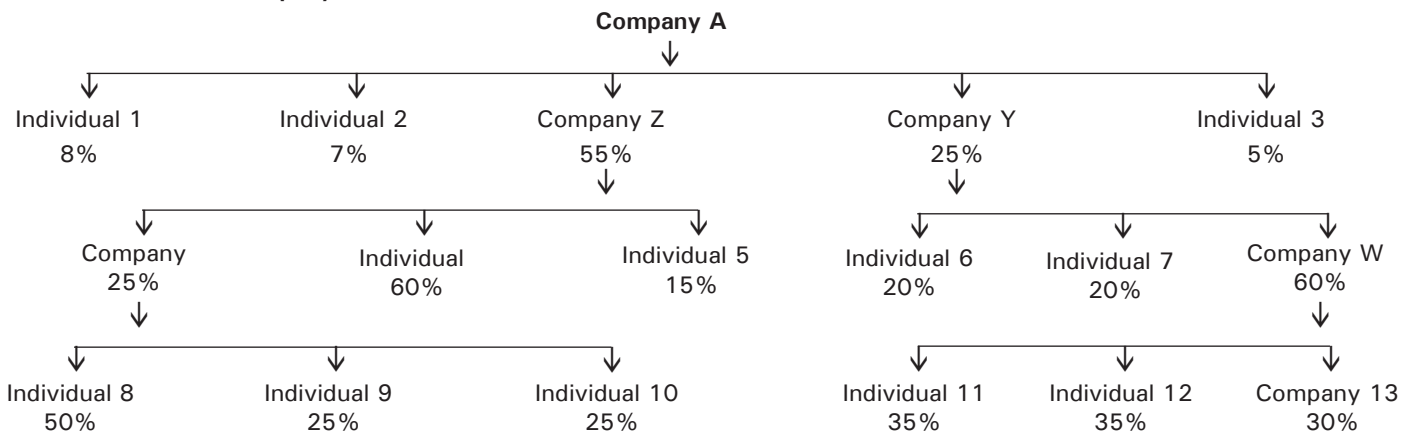 Company A
Individual 1 Individual 2 Company Z Company Y Individual 3
8% 7% 55% 25% 5%
Company Individual Individual 5 Individual 6 Individual 7 Company W
25% 60% 15% 20% 20% 60%
Individual 8 Individual 9 Individual 10 Individual 11 Individual 12 Company 13
50% 25% 25% 35% 35% 30%